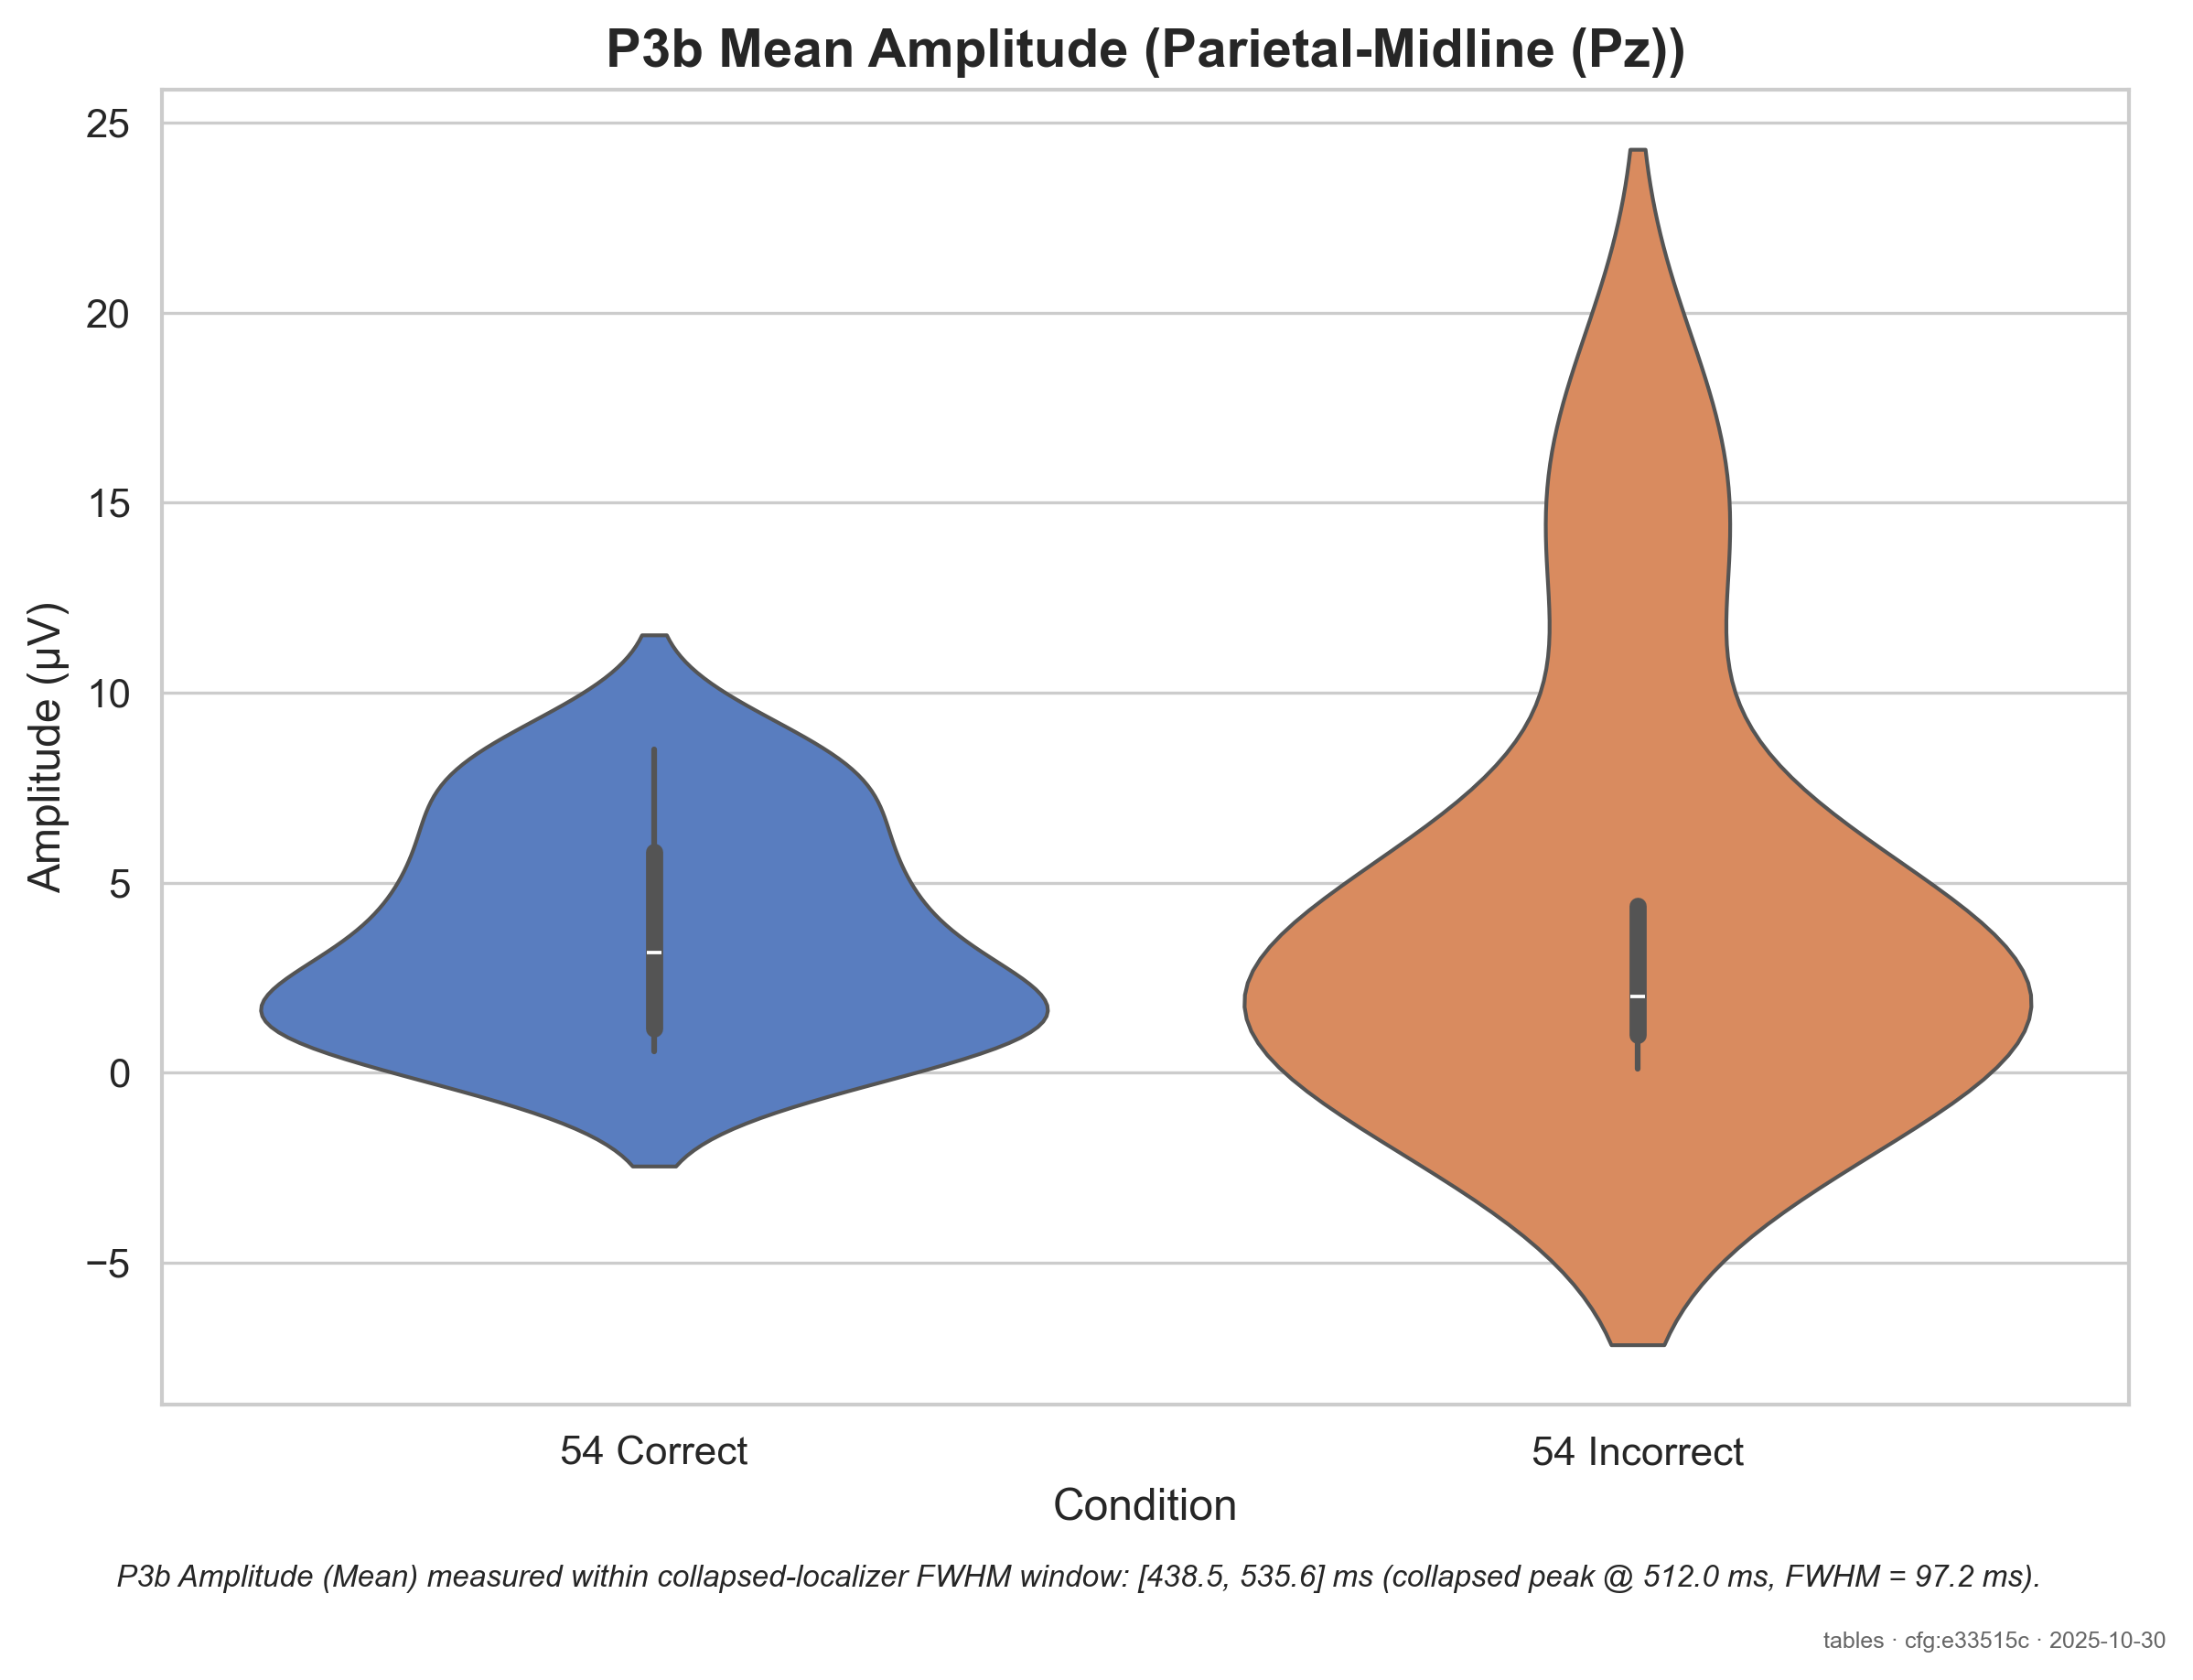 P3b Mean Amplitude (Parietal-Midline (Pz))
Amplitude (µV)
25
20
15
10
5
0
−5
54 Correct
54 Incorrect
Condition
P3b Amplitude (Mean) measured within collapsed-localizer FWHM window: [438.5, 535.6] ms (collapsed peak @ 512.0 ms, FWHM = 97.2 ms).
tables · cfg:e33515c · 2025-10-30